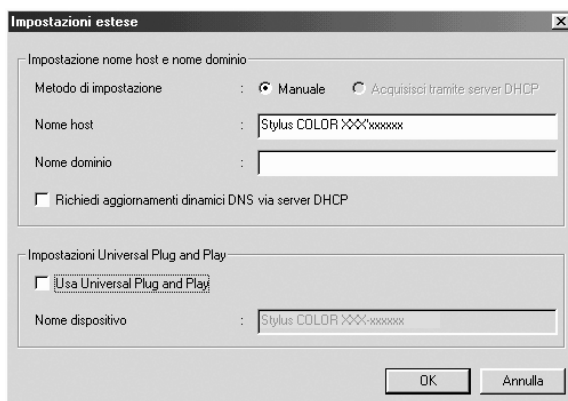 Impostazioni estese
Impostazione nome host e nome dominio
Metodo di impostazione : Manuale Acquisisci tramite server DHCP
Nome host : Stylus COLOR XXX'xxxxxx
Nome dominio :
Richiedi aggiornamenti dinamici DNS via server DHCP
Impostazioni Universal Plug and Play
Usa Universal Plug and Play
Nome dispositivo : Stylus COLOR XXX-xxxxxx
OK Annulla